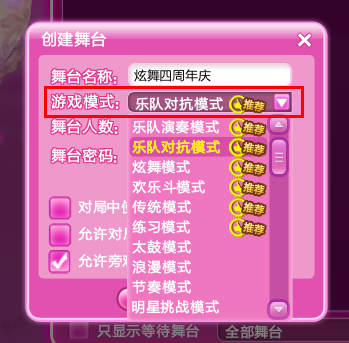 创建舞台
舞台名称: 炫舞四周年庆
游戏模式: 乐队对抗模式 推荐
舞台人数: 乐队演奏模式 推荐
乐队对抗模式 推荐
舞台密码: 炫舞模式 推荐
欢乐斗模式 推荐
对局中 传统模式 推荐
允许对 练习模式 推荐
太鼓模式
允许旁 浪漫模式
节奏模式
明星挑战模式
只显示等待舞台 全部舞台